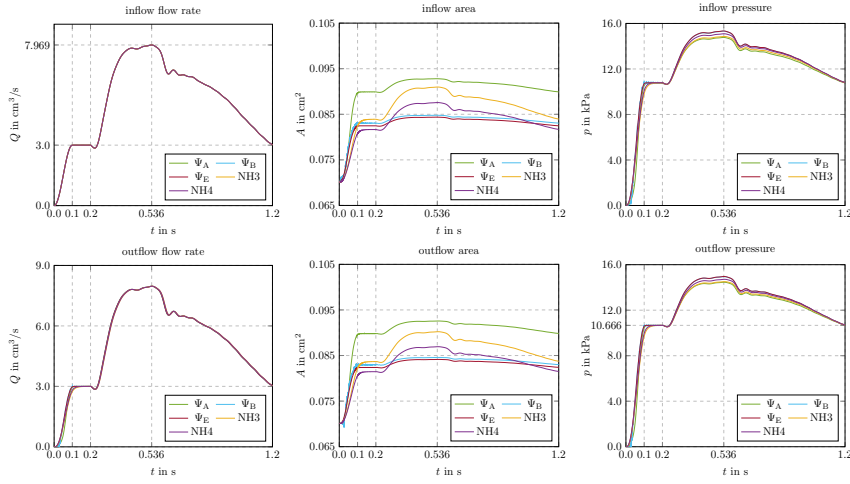 inflow flow rate
7.969
3.0
0.0
Q in cm³/s
0.0 0.1 0.2 0.536 1.2
t in s
Ψ_A Ψ_B
Ψ_E NH3
NH4
inflow area
0.105
0.095
0.085
0.075
0.065
A in cm²
0.0 0.1 0.2 0.536 1.2
t in s
Ψ_A Ψ_B
Ψ_E NH3
NH4
inflow pressure
16.0
12.0
8.0
4.0
0.0
p in kPa
0.0 0.1 0.2 0.536 1.2
t in s
Ψ_A Ψ_B
Ψ_E NH3
NH4
outflow flow rate
9.0
6.0
3.0
0.0
Q in cm³/s
0.0 0.1 0.2 0.536 1.2
t in s
Ψ_A Ψ_B
Ψ_E NH3
NH4
outflow area
0.105
0.095
0.085
0.075
0.065
A in cm²
0.0 0.1 0.2 0.536 1.2
t in s
Ψ_A Ψ_B
Ψ_E NH3
NH4
outflow pressure
16.0
12.0
10.666
8.0
4.0
0.0
p in kPa
0.0 0.1 0.2 0.536 1.2
t in s
Ψ_A Ψ_B
Ψ_E NH3
NH4